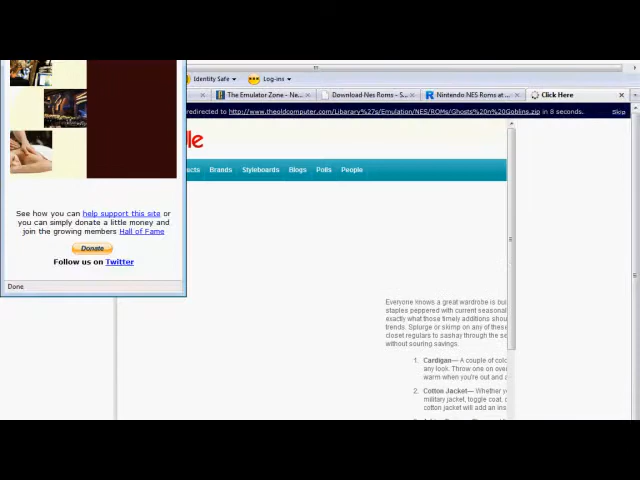 Identity Safe
Log-ins
The Emulator Zone - Ne...
Download Nes Roms - S...
Nintendo NES Roms at ...
Click Here
redirected to http://www.theoldcomputer.com/Libarary%27s/Emulation/NES/ROMs/Ghosts%20n%20Goblins.zip in 8 seconds.
Skip
Brands
Styleboards
Blogs
Polls
People
See how you can help support this site or
you can simply donate a little money and
join the growing members Hall of Fame
Donate
Follow us on Twitter
Done
Everyone knows a great wardrobe is bui
staples peppered with current seasonal
exactly what those timely additions shou
trends. Splurge or skimp on any of these
closet regulars to sashay through the se
without souring savings.
1. Cardigan— A couple of colo
any look. Throw one on over
warm when you're out and a
2. Cotton Jacket— Whether y
military jacket, toggle coat, c
cotton jacket will add an ins